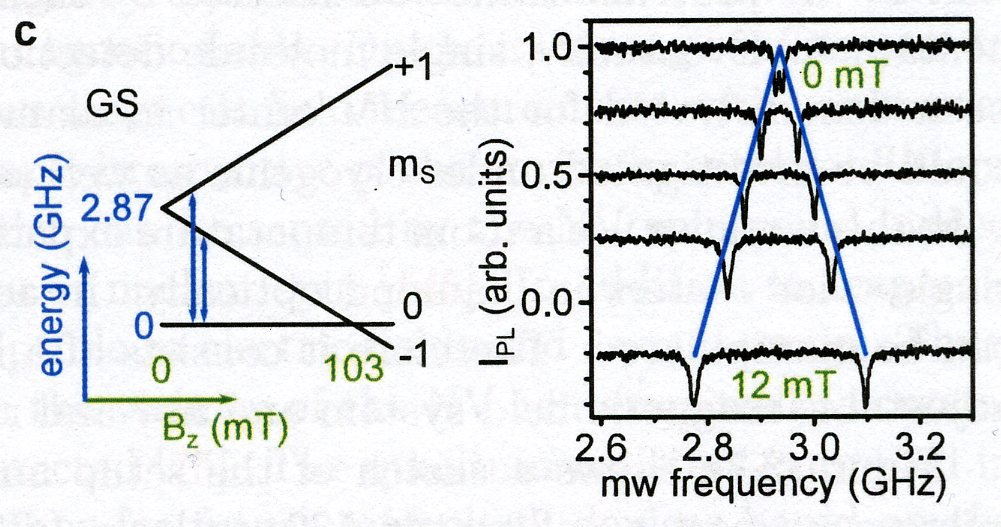 c
GS
+1
m_S
2.87
0
0
-1
0
103
energy (GHz)
B_z (mT)
1.0
0.5
0.0
I_PL (arb. units)
0 mT
12 mT
2.6 2.8 3.0 3.2
mw frequency (GHz)